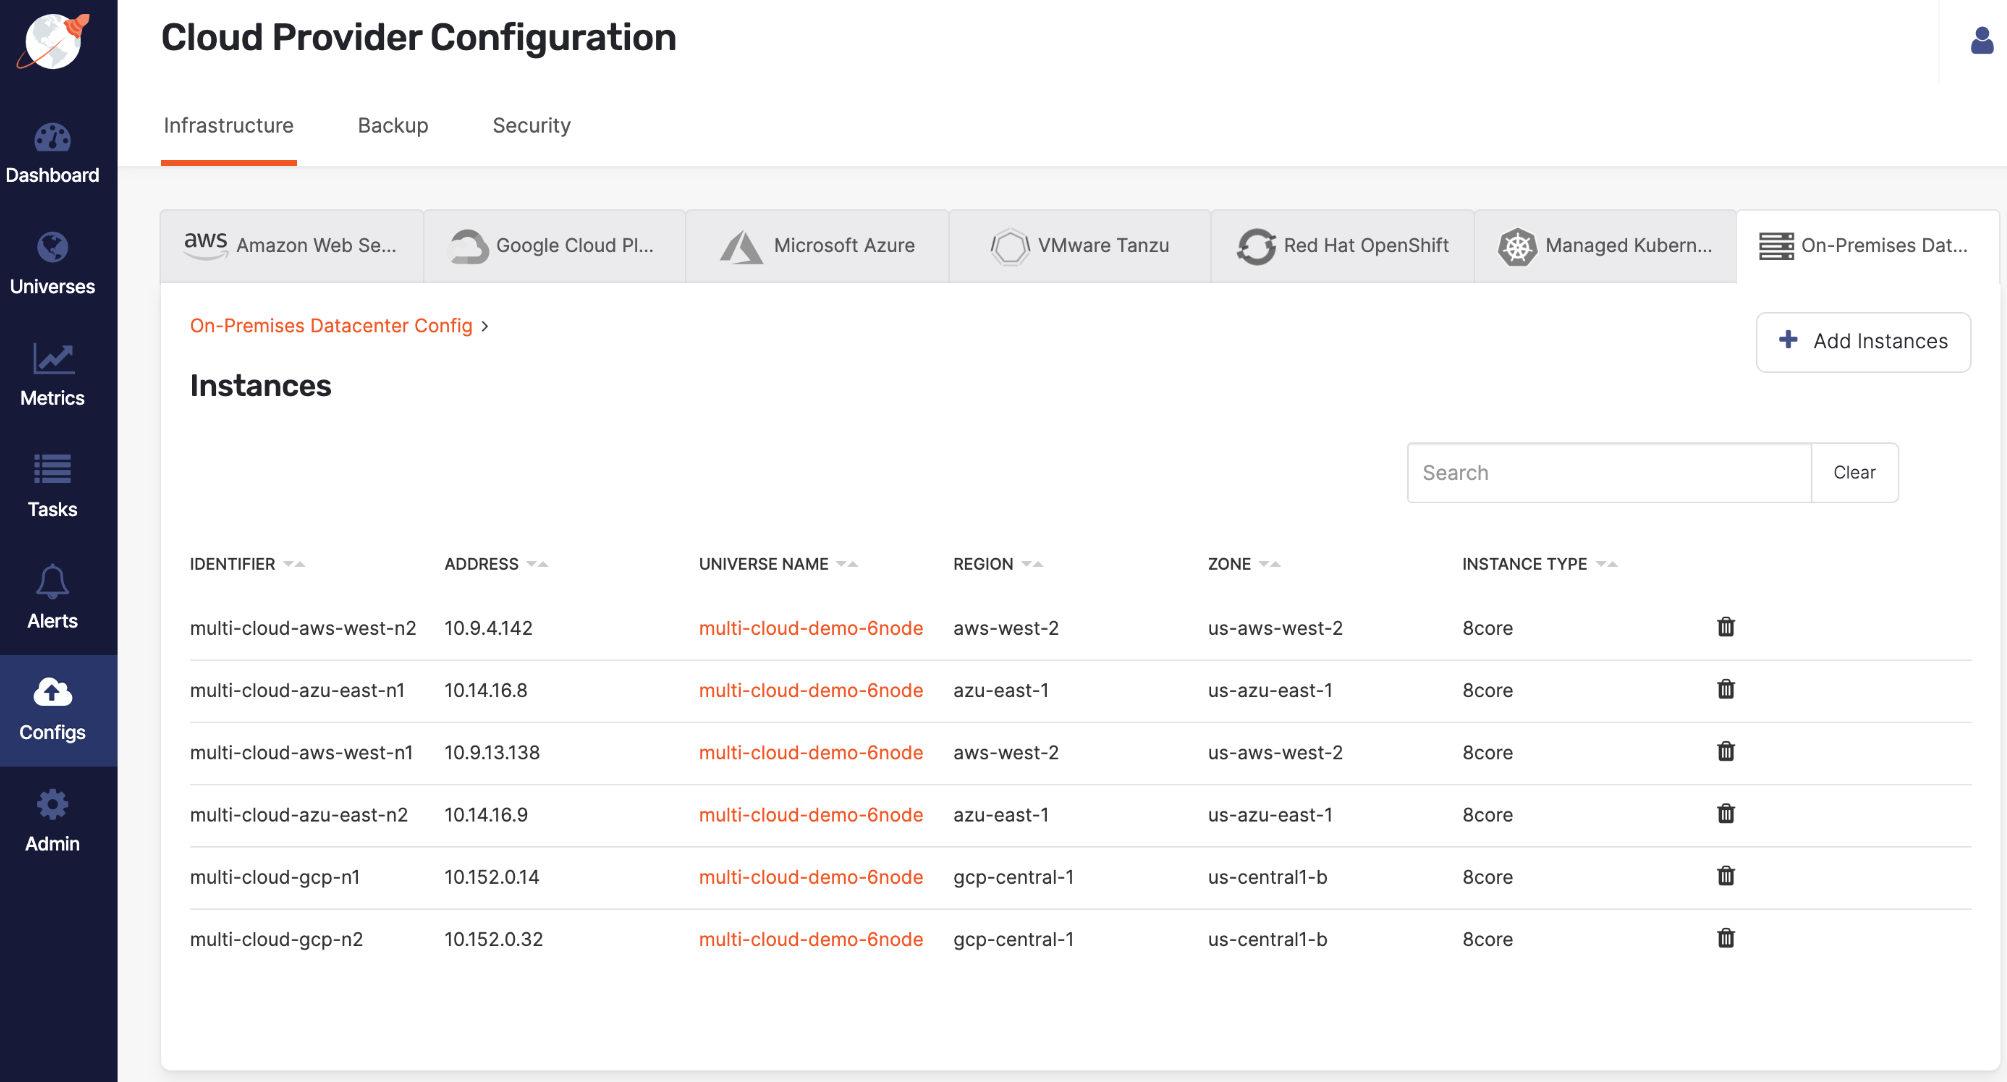 Cloud Provider Configuration
Infrastructure Backup Security
Dashboard
Universes
Metrics
Tasks
Alerts
Configs
Admin
aws Amazon Web Se... Google Cloud Pl... Microsoft Azure VMware Tanzu Red Hat OpenShift Managed Kubern... On-Premises Dat...
On-Premises Datacenter Config >
+ Add Instances
Instances
Search Clear
IDENTIFIER ADDRESS UNIVERSE NAME REGION ZONE INSTANCE TYPE
multi-cloud-aws-west-n2 10.9.4.142 multi-cloud-demo-6node aws-west-2 us-aws-west-2 8core
multi-cloud-azu-east-n1 10.14.16.8 multi-cloud-demo-6node azu-east-1 us-azu-east-1 8core
multi-cloud-aws-west-n1 10.9.13.138 multi-cloud-demo-6node aws-west-2 us-aws-west-2 8core
multi-cloud-azu-east-n2 10.14.16.9 multi-cloud-demo-6node azu-east-1 us-azu-east-1 8core
multi-cloud-gcp-n1 10.152.0.14 multi-cloud-demo-6node gcp-central-1 us-central1-b 8core
multi-cloud-gcp-n2 10.152.0.32 multi-cloud-demo-6node gcp-central-1 us-central1-b 8core